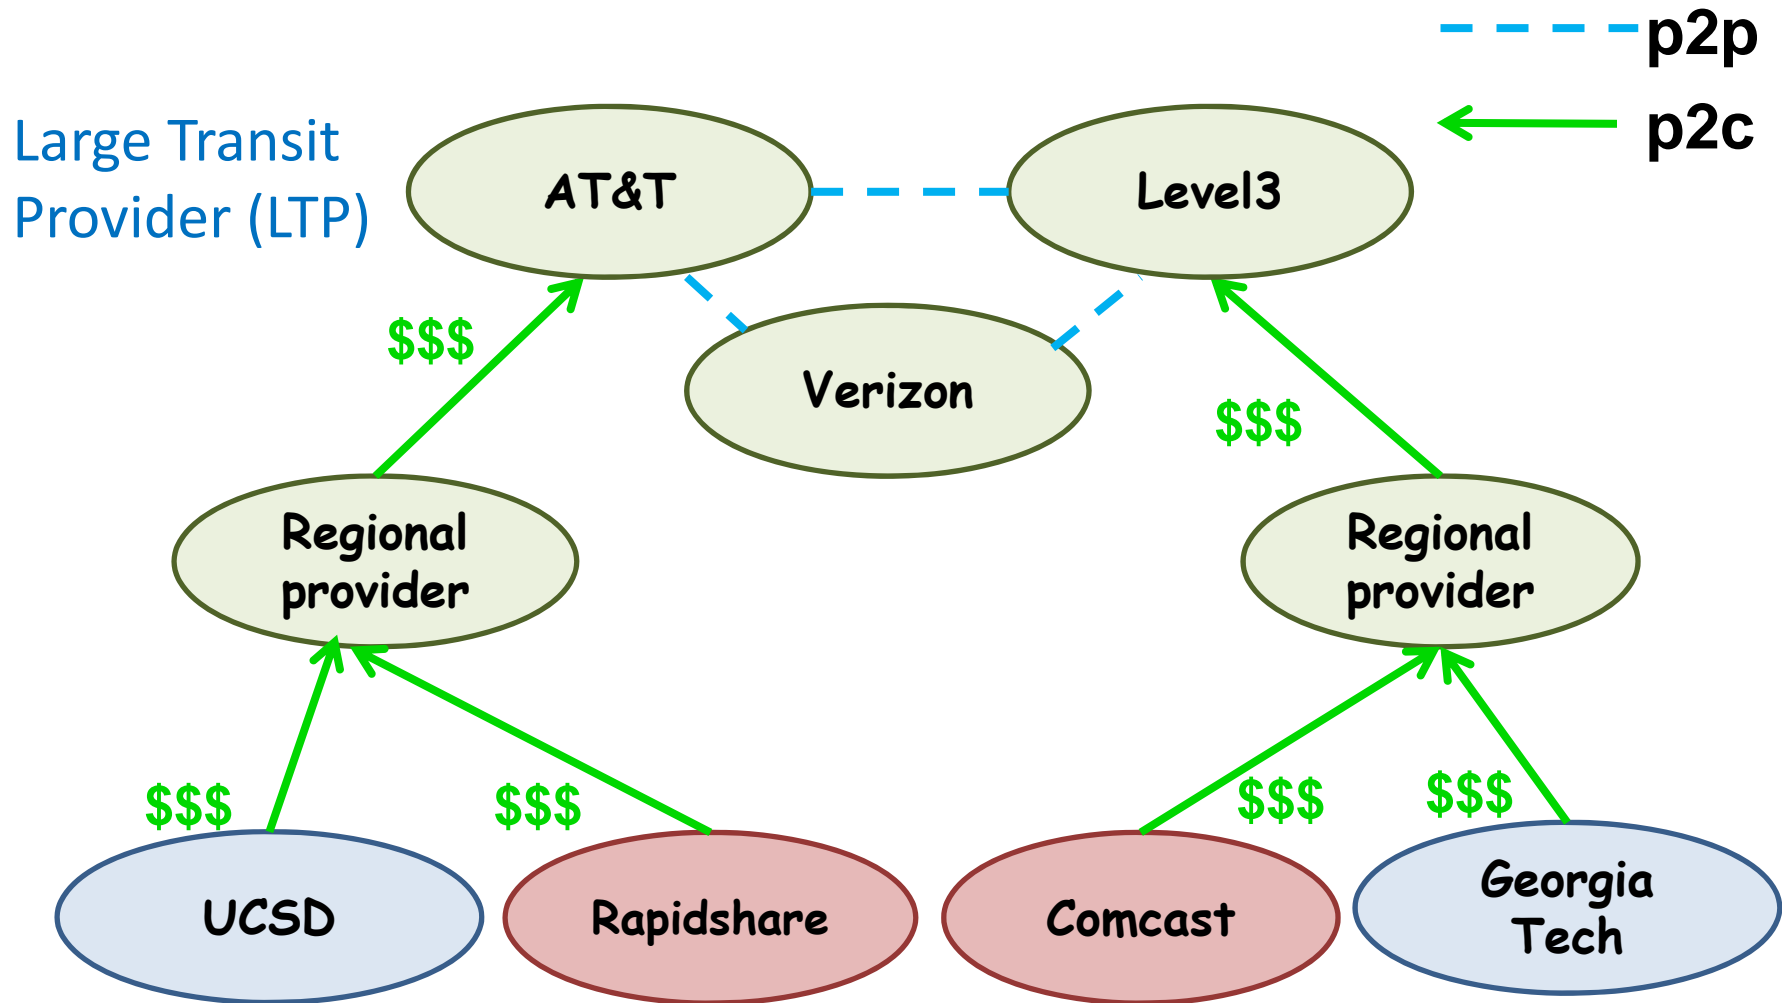 p2p
p2c
Large Transit
Provider (LTP)
AT&T
Level3
$$$
Verizon
$$$
Regional
provider
Regional
provider
$$$
$$$
$$$
$$$
UCSD
Rapidshare
Comcast
Georgia
Tech